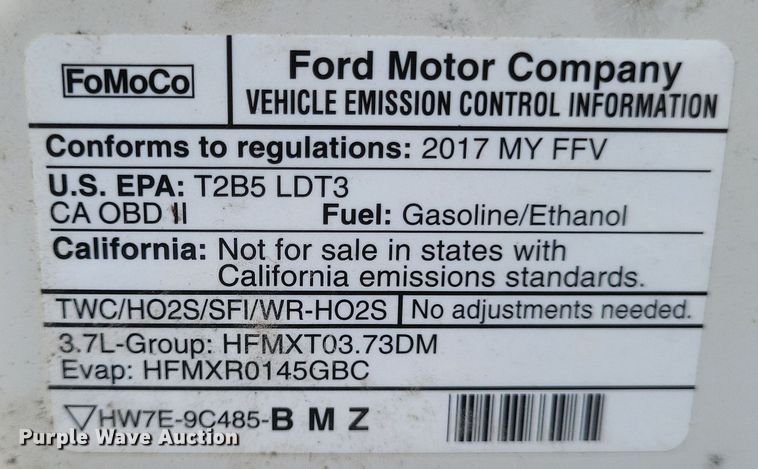 FoMoCo
Ford Motor Company
VEHICLE EMISSION CONTROL INFORMATION
Conforms to regulations: 2017 MY FFV
U.S. EPA: T2B5 LDT3
CA OBD II Fuel: Gasoline/Ethanol
California: Not for sale in states with
California emissions standards.
TWC/HO2S/SFI/WR-HO2S No adjustments needed.
3.7L-Group: HFMXT03.73DM
Evap: HFMXR0145GBC
HW7E-9C485-B M Z
Purple Wave Auction